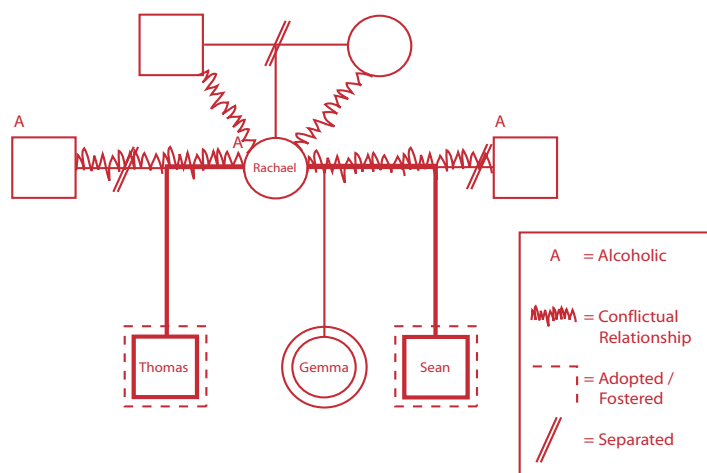 A
A
A
Rachael
Thomas
Gemma
Sean
A = Alcoholic
= Conflictual
Relationship
= Adopted /
Fostered
= Separated